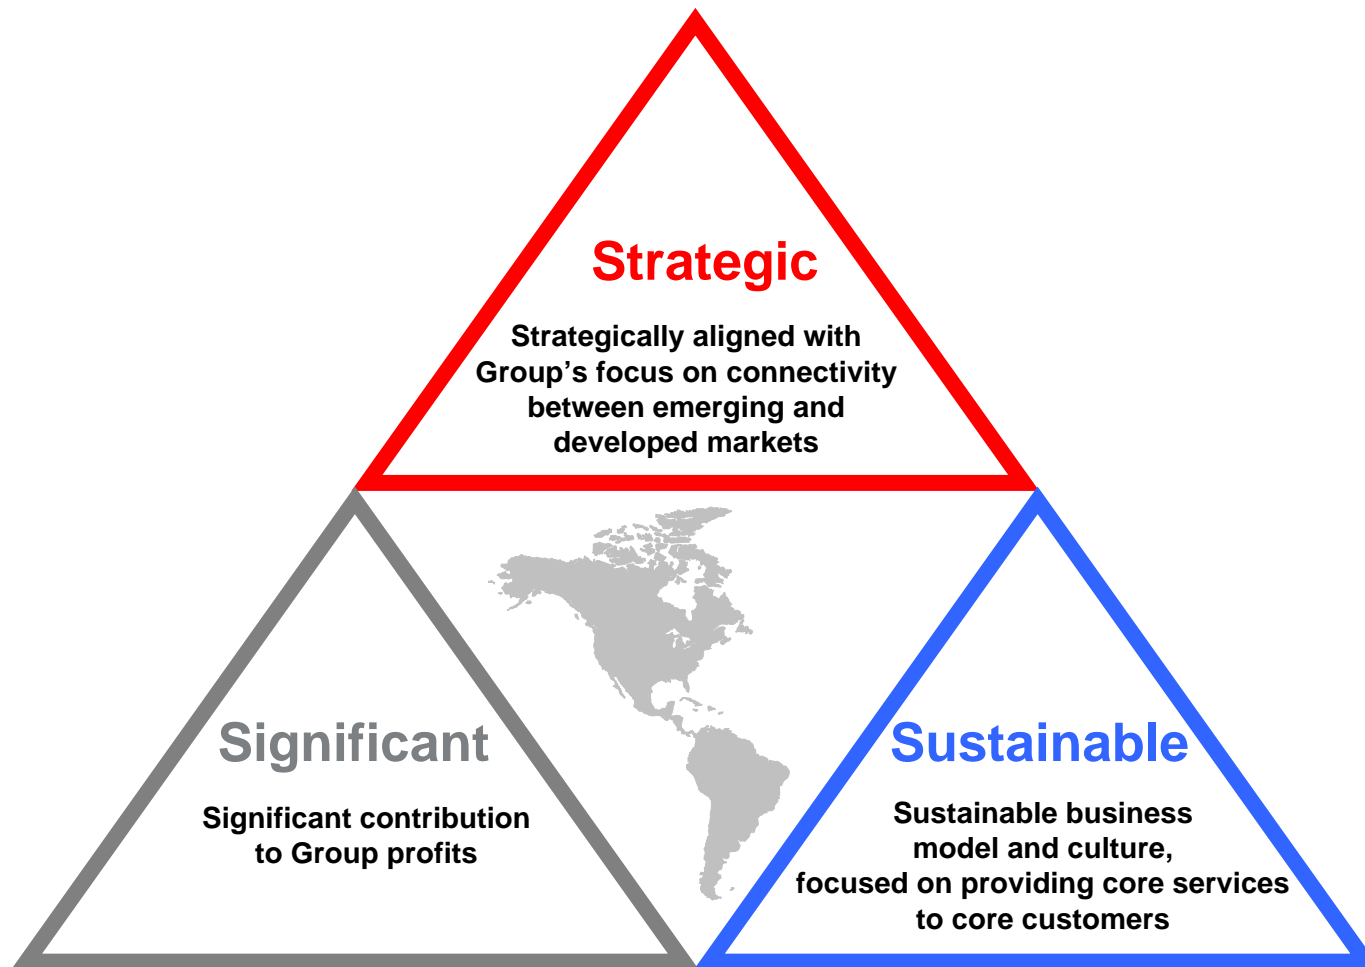 Strategic
Strategically aligned with
Group’s focus on connectivity
between emerging and
developed markets
Significant
Significant contribution
to Group profits
Sustainable
Sustainable business
model and culture,
focused on providing core services
to core customers